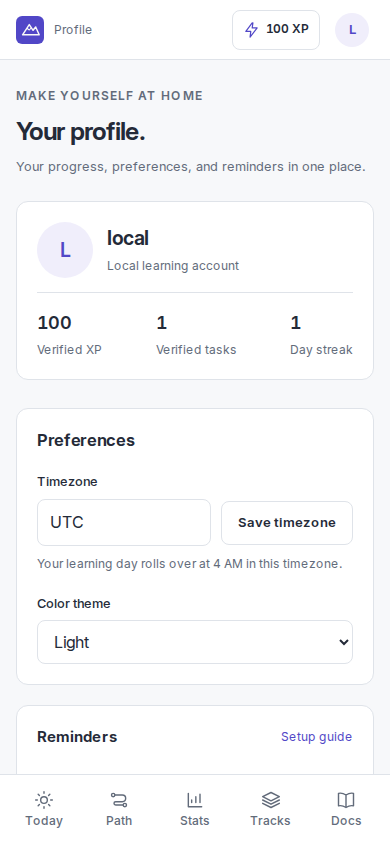 Profile
100 XP
L
MAKE YOURSELF AT HOME
Your profile.
Your progress, preferences, and reminders in one place.
L
local
Local learning account
100
1
1
Verified XP
Verified tasks
Day streak
Preferences
Timezone
UTC
Save timezone
Your learning day rolls over at 4 AM in this timezone.
Color theme
Light
Reminders
Setup guide
Today
Path
Stats
Tracks
Docs